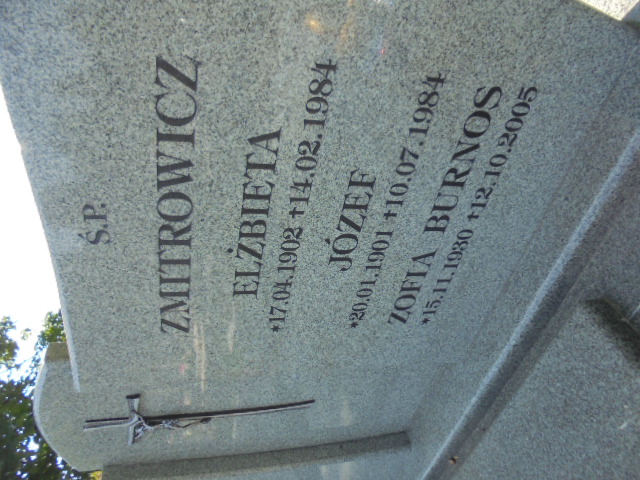 Ś.P.
ZMITROWICZ
ELŻBIETA
*17.04.1902 †14.02.1984
JÓZEF
*20.01.1901 †10.07.1984
ZOFIA BURNOS
*15.11.1930 †12.10.2005